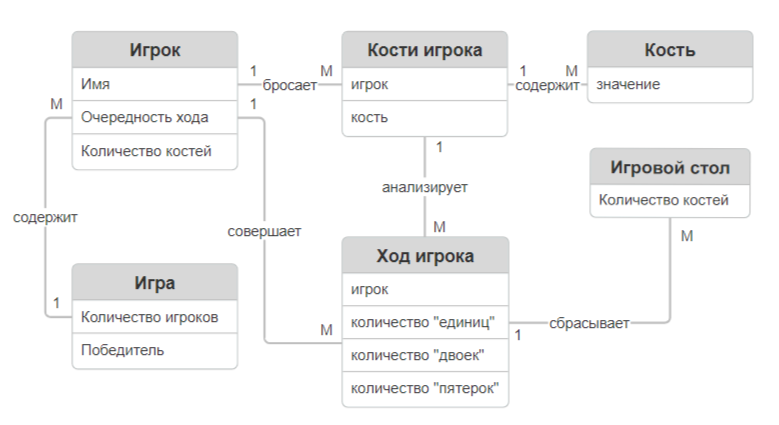 Игрок
Имя
Очередность хода
Количество костей
1
бросает
М
Кости игрока
игрок
кость
1
содержит
М
Кость
значение
Игровой стол
Количество костей
М
содержит
1
1
совершает
М
1
анализирует
М
Игра
Количество игроков
Победитель
Ход игрока
игрок
количество "единиц"
количество "двоек"
количество "пятерок"
1
сбрасывает
М